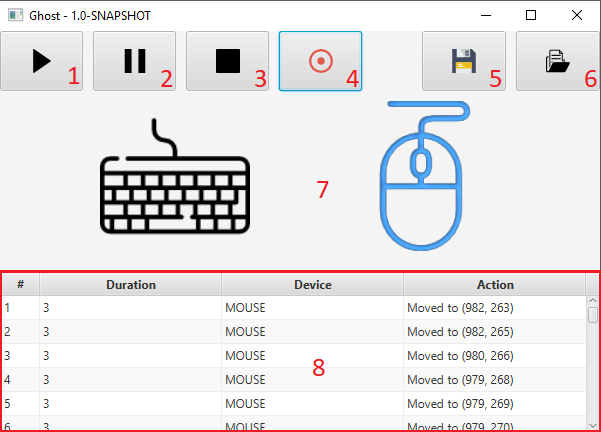 Ghost - 1.0-SNAPSHOT
1 2 3 4 5 6
7
# Duration Device Action
1 3 MOUSE Moved to (982, 263)
2 3 MOUSE Moved to (982, 265)
3 3 MOUSE Moved to (980, 266)
8
4 3 MOUSE Moved to (979, 268)
5 3 MOUSE Moved to (979, 269)
6 3 MOUSE Moved to (979, 270)